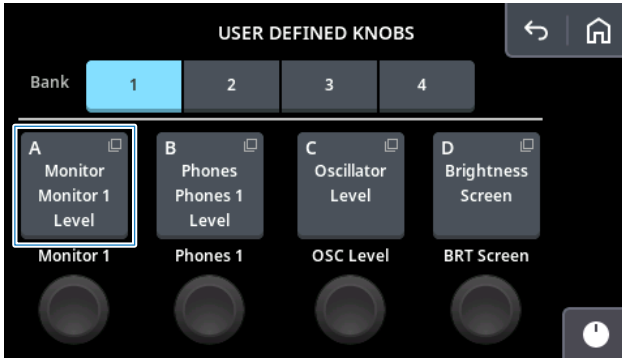 USER DEFINED KNOBS
Bank 1 2 3 4
A B C D
Monitor Phones Oscillator Brightness
Monitor 1 Phones 1 Level Screen
Level Level
Monitor 1 Phones 1 OSC Level BRT Screen